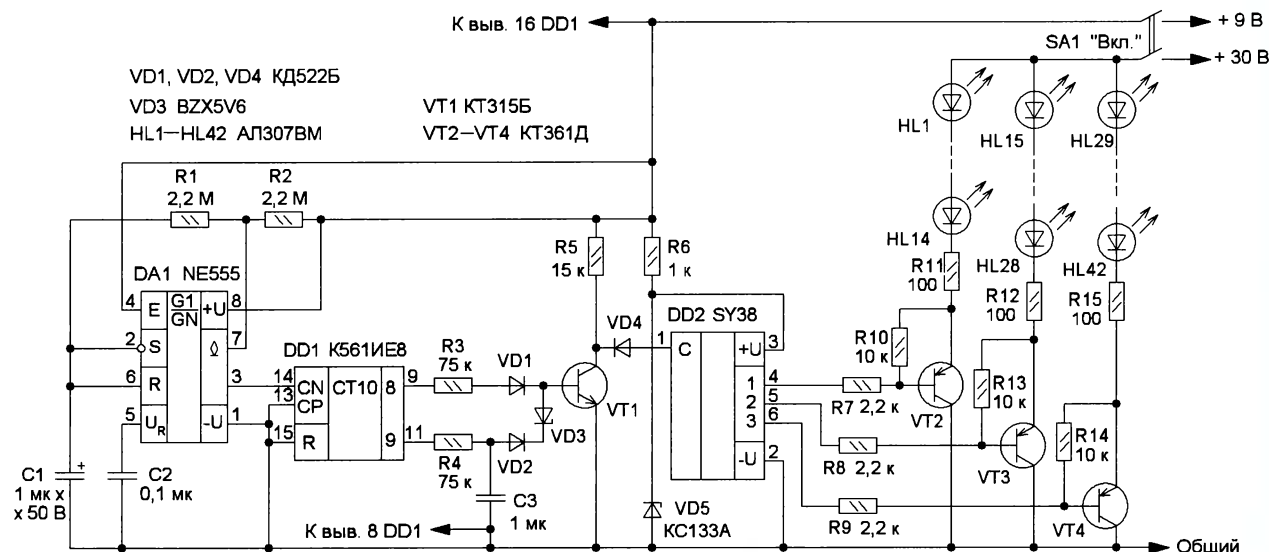 К выв. 16 DD1
+ 9 В
SA1 "Вкл."
+ 30 В
VD1, VD2, VD4 КД522Б
VD3 BZX5V6
HL1—HL42 АЛ307ВМ
VT1 КТ315Б
VT2—VT4 КТ361Д
HL1
HL15
HL29
HL14
HL28
HL42
R1
2,2 М
R2
2,2 М
R5
15 к
R6
1 к
R11
100
R12
100
R15
100
DA1 NE555
4 E
2 S
6 R
5 UR
G1
GN
+U 8
7
3
-U 1
DD1 К561ИЕ8
14 CN
13 CP
15 R
CT10
8 9
9 11
R3
75 к
R4
75 к
VD1
VD3
VD2
VD4
VT1
DD2 SY38
1 C
+U 3
1 4
2 5
3 6
-U 2
R10
10 к
R7 2,2 к
VT2
R13
10 к
R8 2,2 к
VT3
R14
10 к
R9 2,2 к
VT4
C1
+
1 мк x
x 50 В
C2
0,1 мк
C3
1 мк
К выв. 8 DD1
VD5
КС133А
Общий